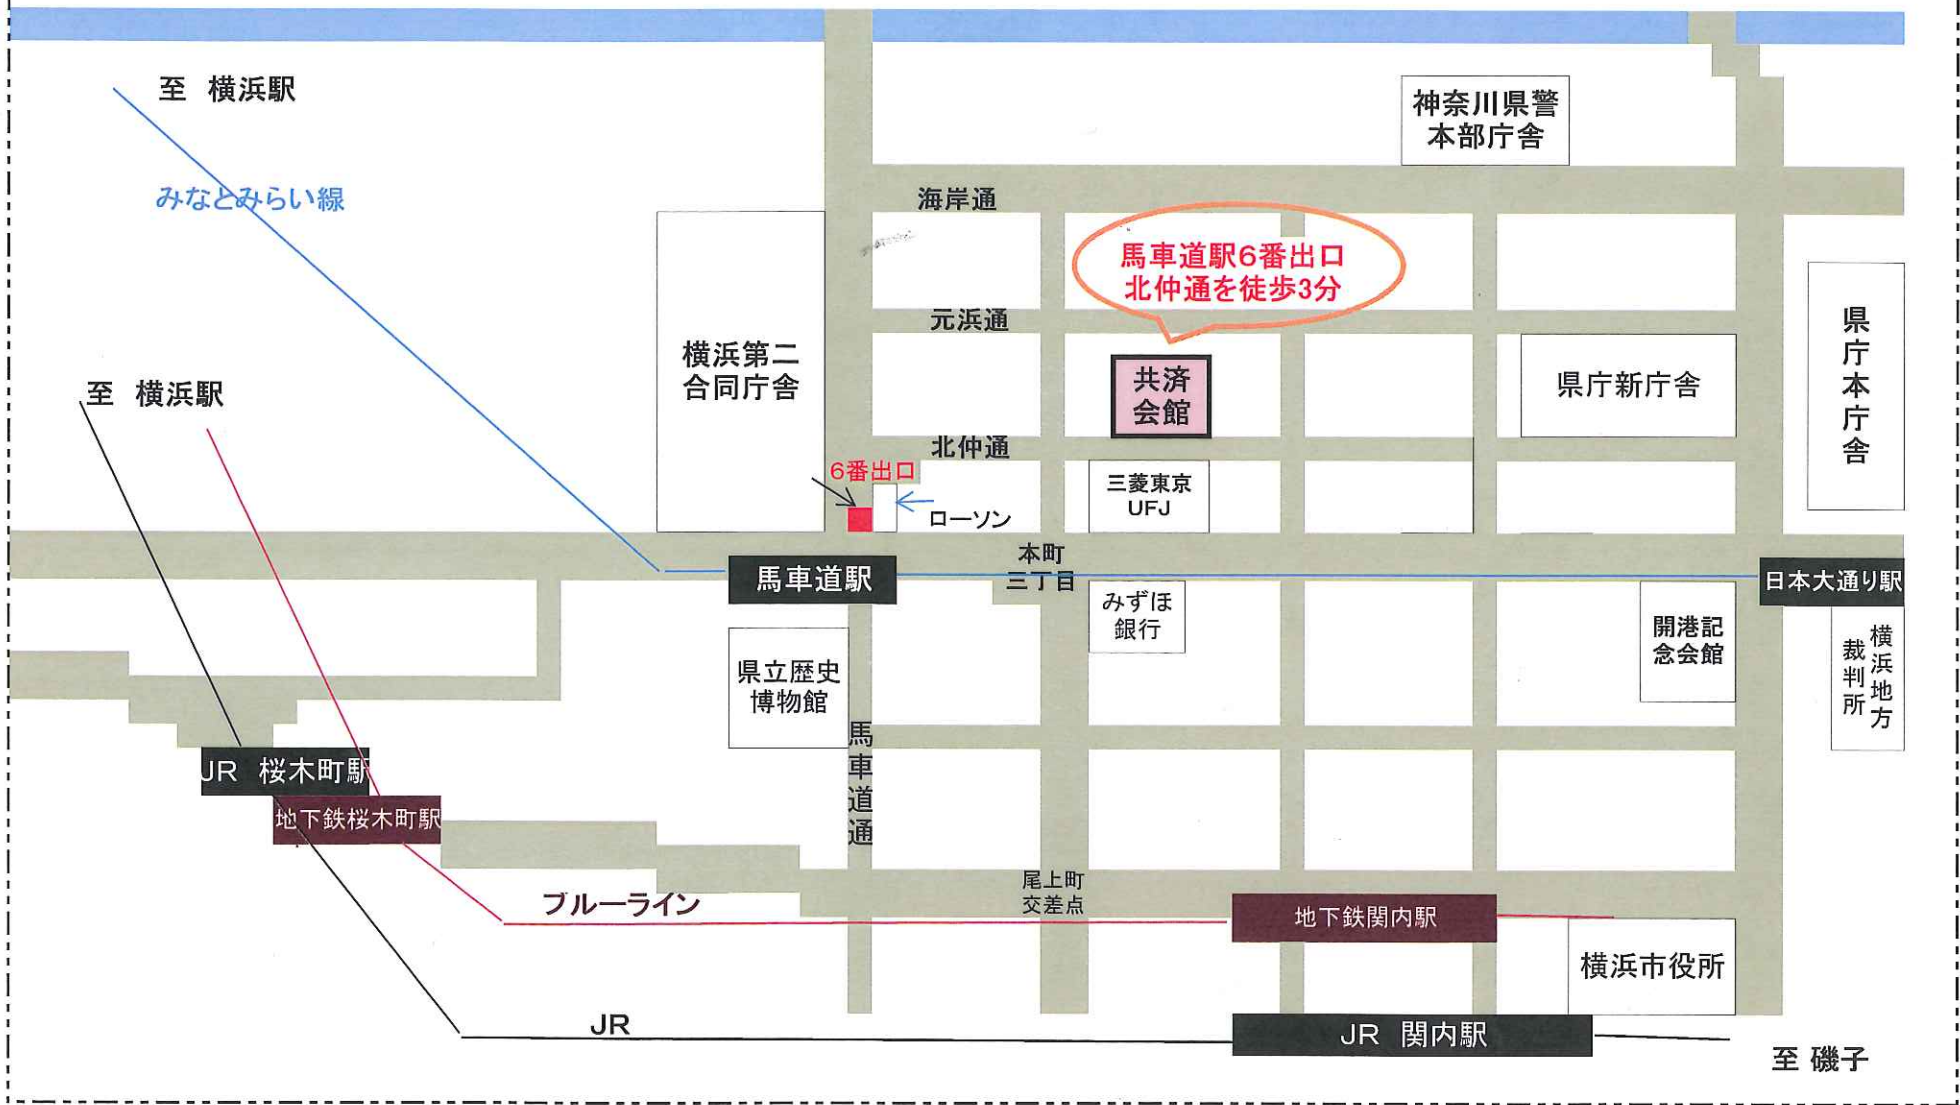 至 横浜駅
神奈川県警
本部庁舎
みなとみらい線
海岸通
馬車道駅6番出口
北仲通を徒歩3分
元浜通
横浜第二
合同庁舎
共済
会館
県庁新庁舎
県庁本庁舎
至 横浜駅
北仲通
6番出口
三菱東京
UFJ
ローソン
本町
三丁目
馬車道駅
日本大通り駅
みずほ
銀行
開港記
念会館
横浜地方
裁判所
県立歴史
博物館
馬車道通
JR 桜木町駅
地下鉄桜木町駅
尾上町
交差点
ブルーライン
地下鉄関内駅
横浜市役所
JR
JR 関内駅
至 磯子